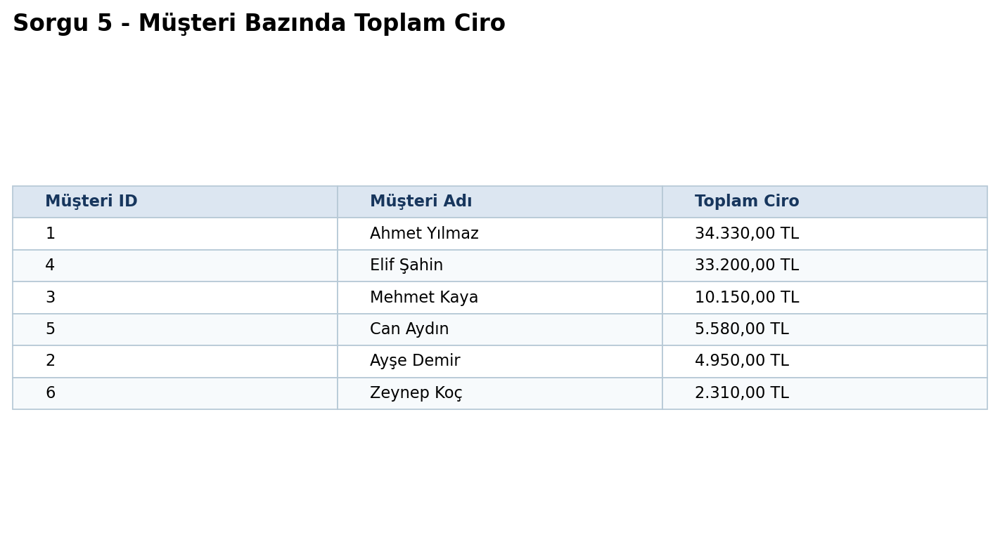 Sorgu 5 - Müşteri Bazında Toplam Ciro
Müşteri ID Müşteri Adı Toplam Ciro
1 Ahmet Yılmaz 34.330,00 TL
4 Elif Şahin 33.200,00 TL
3 Mehmet Kaya 10.150,00 TL
5 Can Aydın 5.580,00 TL
2 Ayşe Demir 4.950,00 TL
6 Zeynep Koç 2.310,00 TL